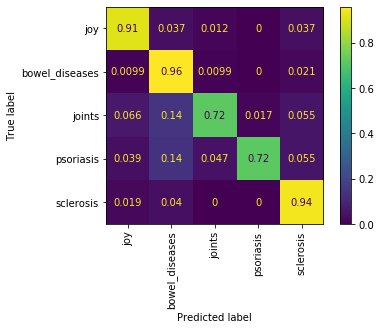 joy 0.91 0.037 0.012 0 0.037
bowel_diseases 0.0099 0.96 0.0099 0 0.021
joints 0.066 0.14 0.72 0.017 0.055
psoriasis 0.039 0.14 0.047 0.72 0.055
sclerosis 0.019 0.04 0 0 0.94
True label
joy bowel_diseases joints psoriasis sclerosis
Predicted label
0.8
0.6
0.4
0.2
0.0